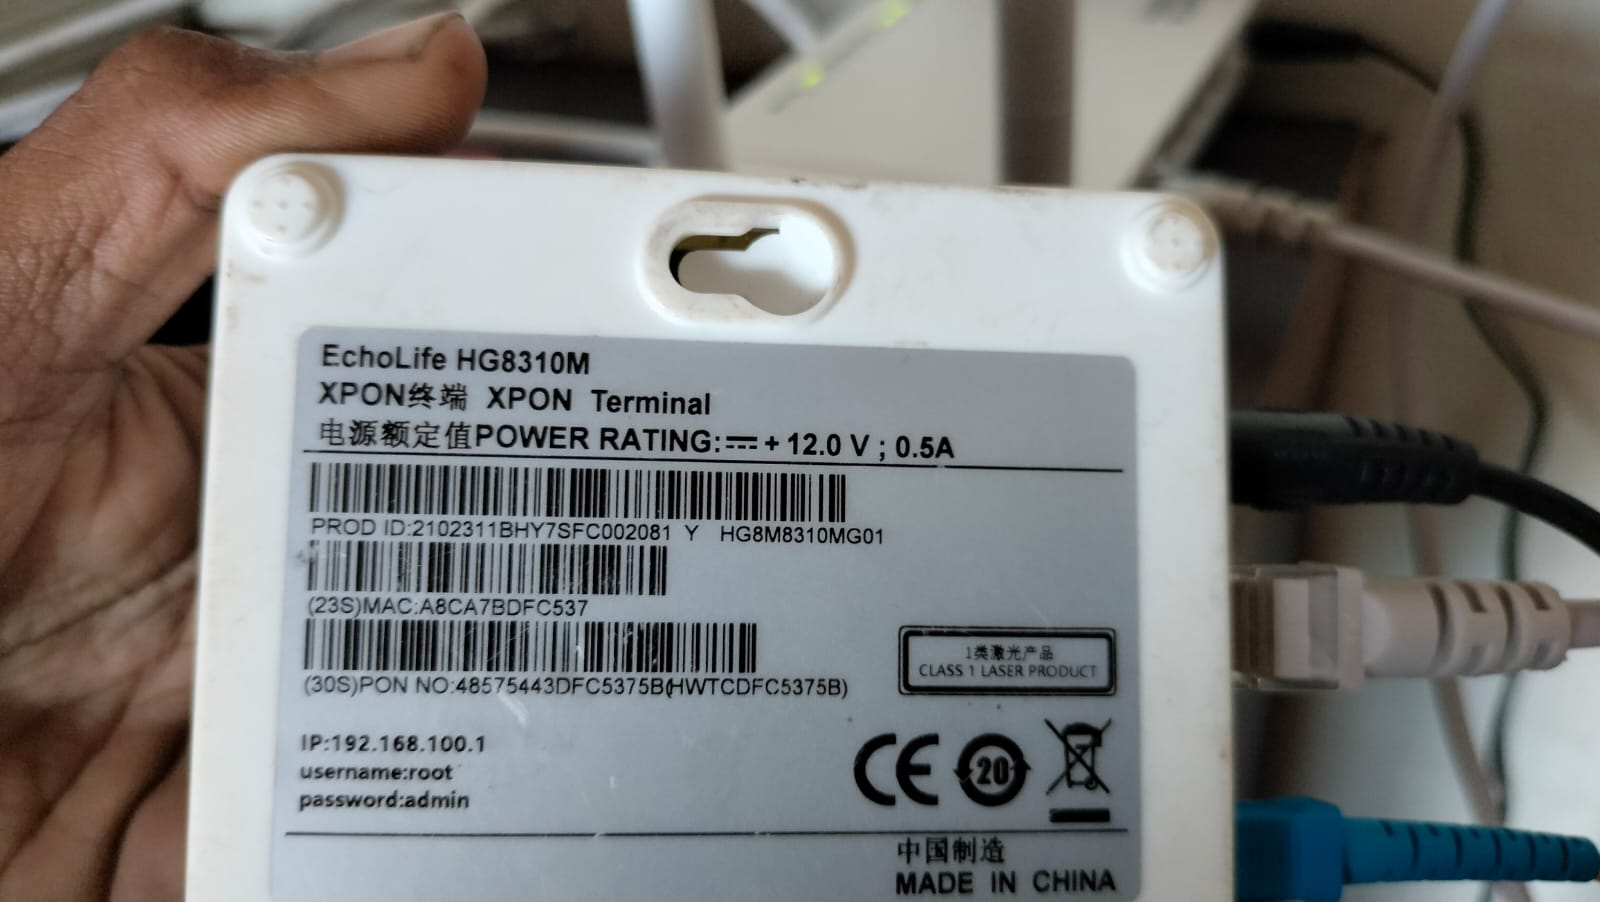 EchoLife HG8310M
XPON终端 XPON Terminal
电源额定值POWER RATING:⎓+12.0 V ; 0.5A
PROD ID:2102311BHY7SFC002081 Y HG8M8310MG01
(23S)MAC:A8CA7BDFC537
(30S)PON NO:48575443DFC5375B(HWTCDFC5375B)
1类激光产品
CLASS 1 LASER PRODUCT
IP:192.168.100.1
username:root
password:admin
CE 20
中国制造
MADE IN CHINA